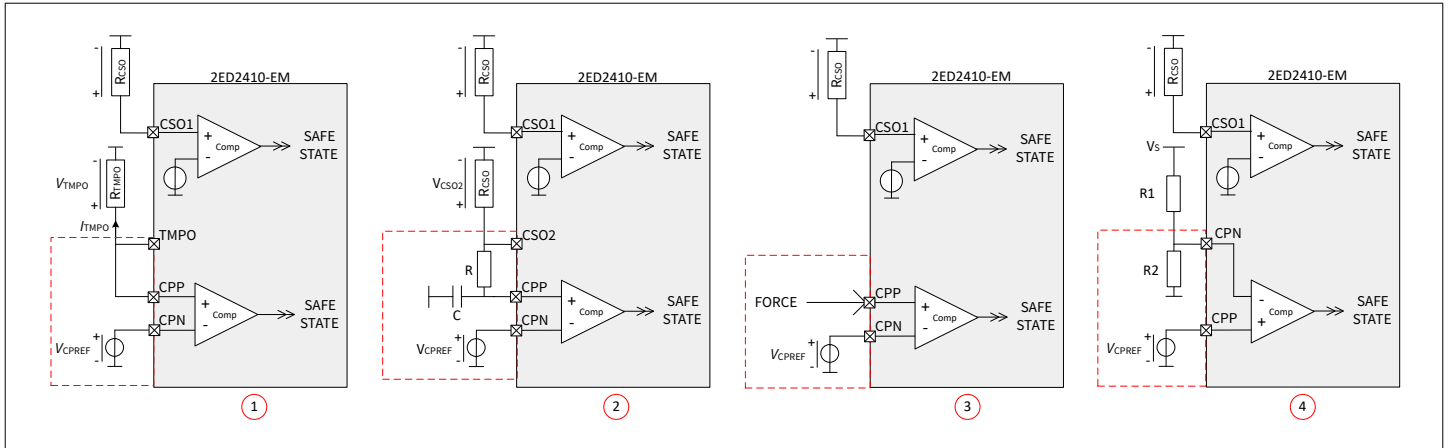 2ED2410-EM
- RCSO +
CSO1
+
-
Comp
SAFE
STATE
-
VTMPO
RTMPO
+
ITMPO
TMPO
CPP
CPN
+
-
Comp
SAFE
STATE
VCPREF
+
-
1
2ED2410-EM
- RCSO +
CSO1
+
-
Comp
SAFE
STATE
-
VCSO2
RCSO
+
CSO2
R
C
CPP
CPN
+
-
Comp
SAFE
STATE
VCPREF
+
-
2
2ED2410-EM
- RCSO +
CSO1
+
-
Comp
SAFE
STATE
FORCE
CPP
CPN
+
-
Comp
SAFE
STATE
VCPREF
+
-
3
2ED2410-EM
- RCSO +
CSO1
+
-
Comp
SAFE
STATE
VS
R1
CPN
R2
CPP
-
+
Comp
SAFE
STATE
VCPREF
+
-
4